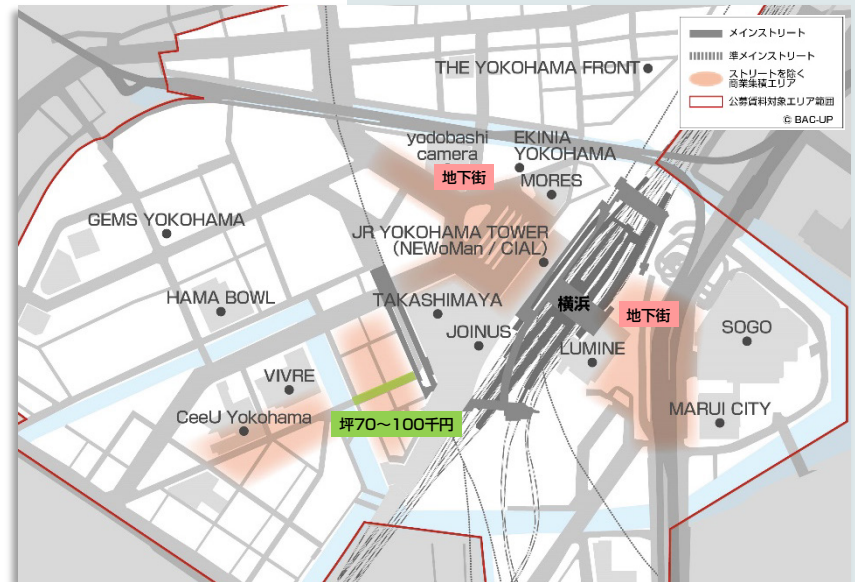 メインストリート
準メインストリート
ストリートを除く
商業集積エリア
公募賃料対象エリア範囲
© BAC-UP
THE YOKOHAMA FRONT
yodobashi
camera
EKINIA
YOKOHAMA
地下街
MORES
GEMS YOKOHAMA
JR YOKOHAMA TOWER
(NEWoMan / CIAL)
HAMA BOWL
TAKASHIMAYA
横浜
地下街
JOINUS
LUMINE
SOGO
VIVRE
CeeU Yokohama
坪70~100千円
MARUI CITY